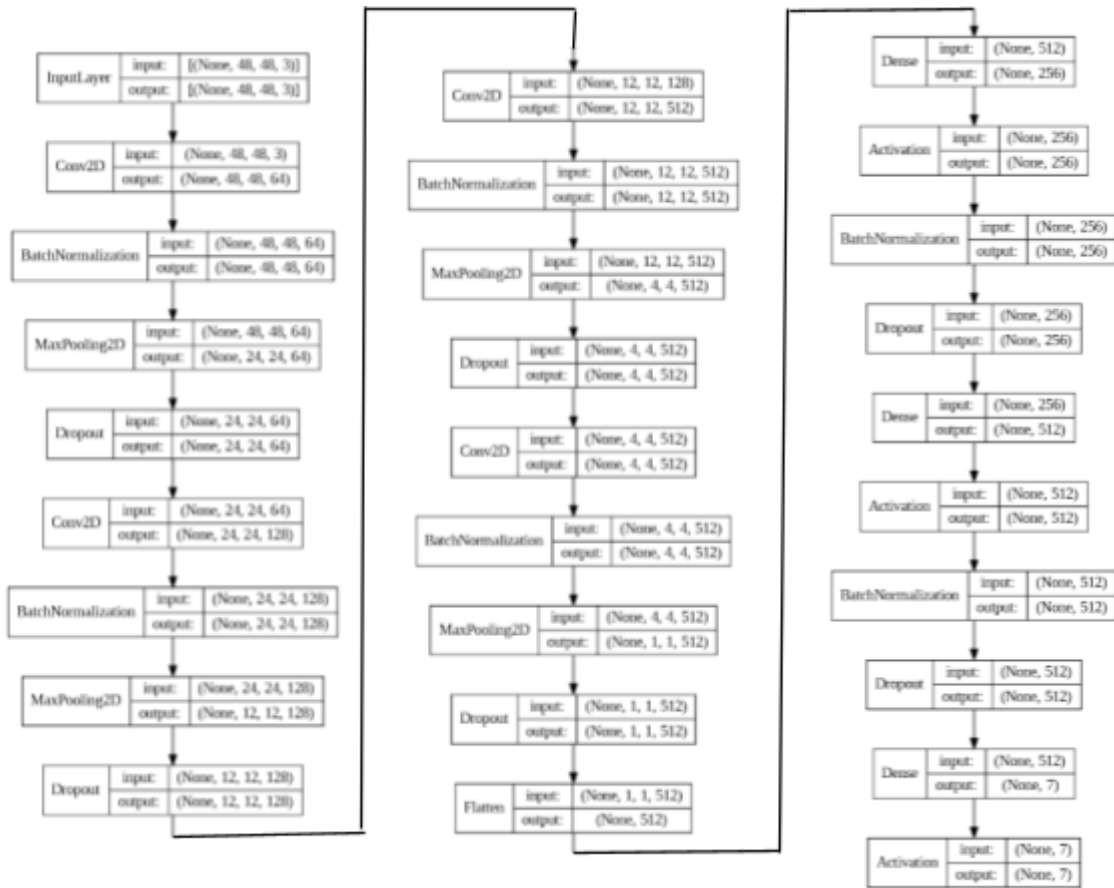 InputLayer input: [(None, 48, 48, 3)]
output: [(None, 48, 48, 3)]
Conv2D input: (None, 48, 48, 3)
output: (None, 48, 48, 64)
BatchNormalization input: (None, 48, 48, 64)
output: (None, 48, 48, 64)
MaxPooling2D input: (None, 48, 48, 64)
output: (None, 24, 24, 64)
Dropout input: (None, 24, 24, 64)
output: (None, 24, 24, 64)
Conv2D input: (None, 24, 24, 64)
output: (None, 24, 24, 128)
BatchNormalization input: (None, 24, 24, 128)
output: (None, 24, 24, 128)
MaxPooling2D input: (None, 24, 24, 128)
output: (None, 12, 12, 128)
Dropout input: (None, 12, 12, 128)
output: (None, 12, 12, 128)
Conv2D input: (None, 12, 12, 128)
output: (None, 12, 12, 512)
BatchNormalization input: (None, 12, 12, 512)
output: (None, 12, 12, 512)
MaxPooling2D input: (None, 12, 12, 512)
output: (None, 4, 4, 512)
Dropout input: (None, 4, 4, 512)
output: (None, 4, 4, 512)
Conv2D input: (None, 4, 4, 512)
output: (None, 4, 4, 512)
BatchNormalization input: (None, 4, 4, 512)
output: (None, 4, 4, 512)
MaxPooling2D input: (None, 4, 4, 512)
output: (None, 1, 1, 512)
Dropout input: (None, 1, 1, 512)
output: (None, 1, 1, 512)
Flatten input: (None, 1, 1, 512)
output: (None, 512)
Dense input: (None, 512)
output: (None, 256)
Activation input: (None, 256)
output: (None, 256)
BatchNormalization input: (None, 256)
output: (None, 256)
Dropout input: (None, 256)
output: (None, 256)
Dense input: (None, 256)
output: (None, 512)
Activation input: (None, 512)
output: (None, 512)
BatchNormalization input: (None, 512)
output: (None, 512)
Dropout input: (None, 512)
output: (None, 512)
Dense input: (None, 512)
output: (None, 7)
Activation input: (None, 7)
output: (None, 7)